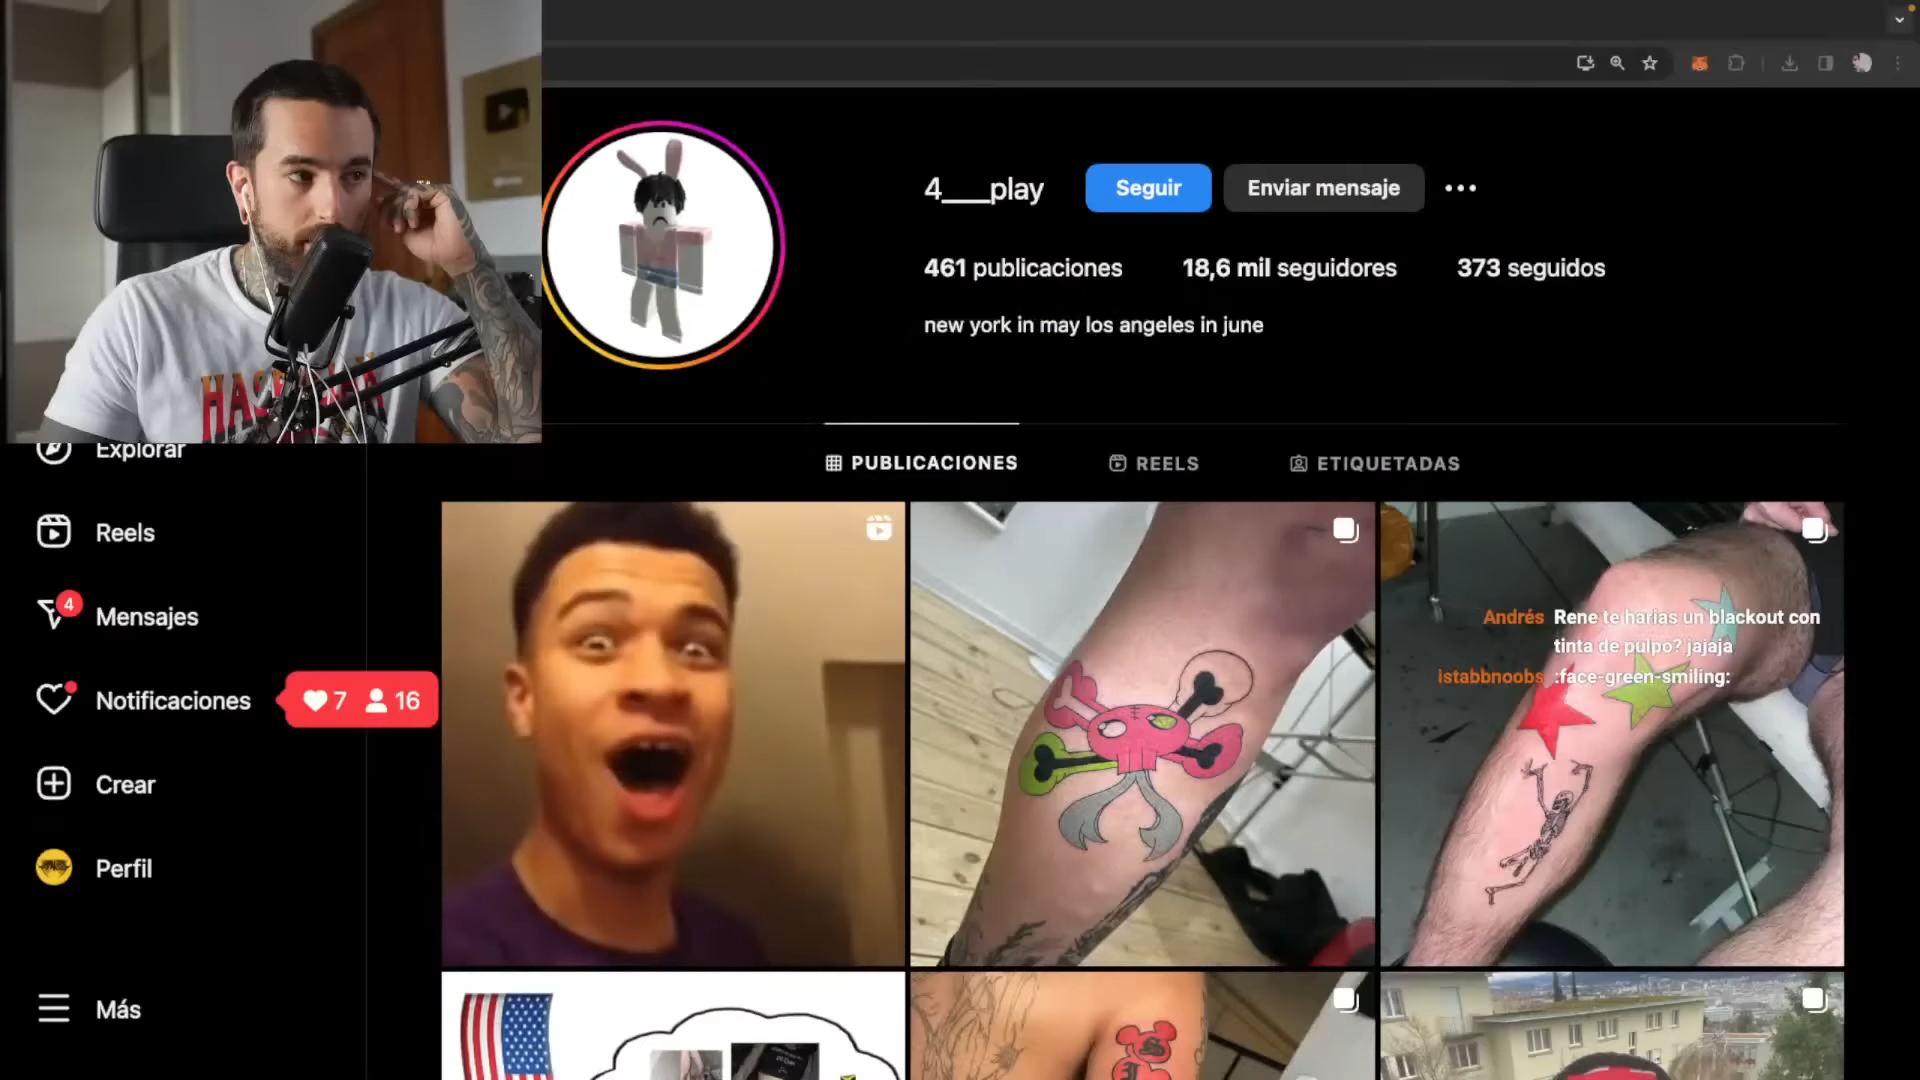 4___play
Seguir
Enviar mensaje
461 publicaciones
18,6 mil seguidores
373 seguidos
new york in may los angeles in june
PUBLICACIONES
REELS
ETIQUETADAS
Explorar
Reels
4
Mensajes
Notificaciones
7
16
Crear
Perfil
Más
Andrés Rene te harias un blackout con
tinta de pulpo? jajaja
istabbnoobs :face-green-smiling: